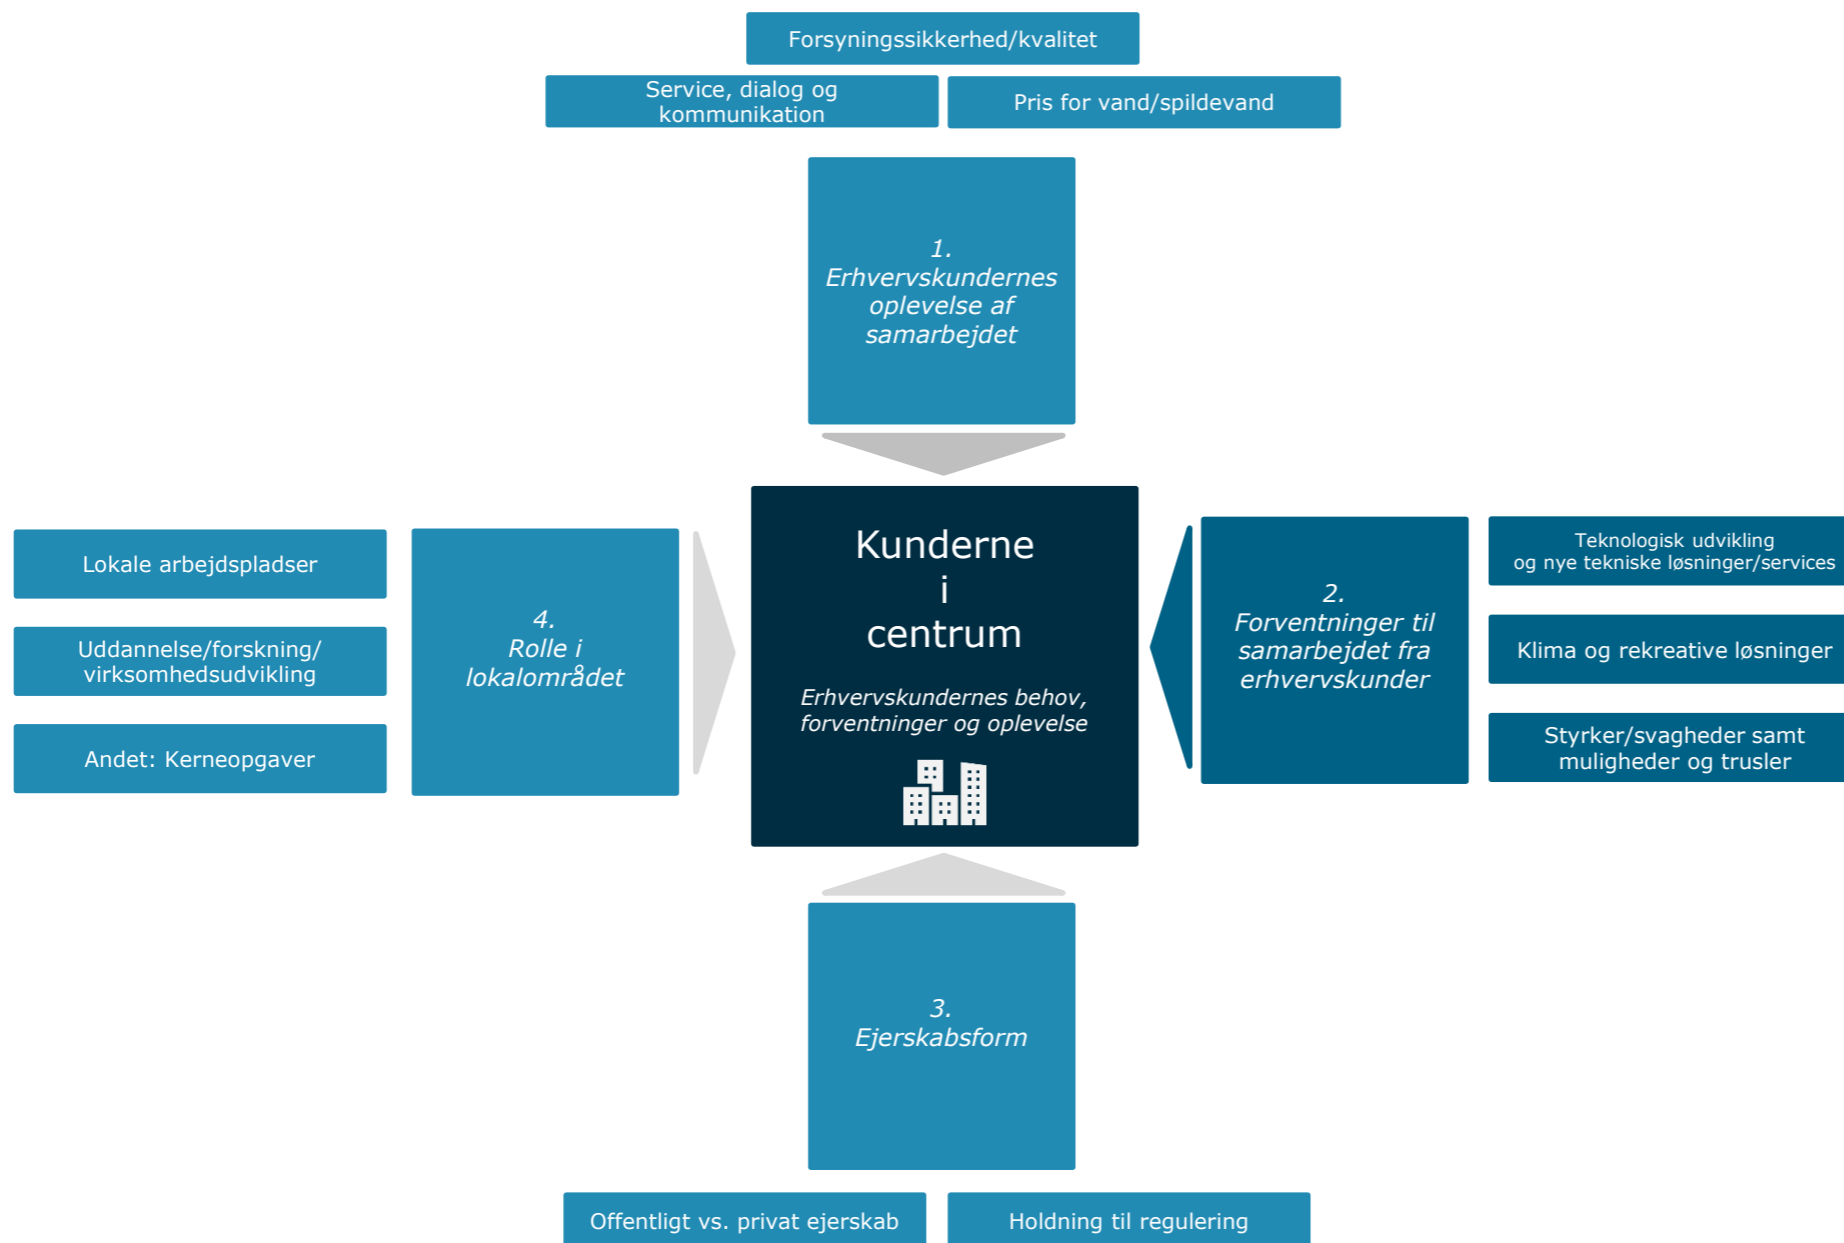 Forsyningssikkerhed/kvalitet
Service, dialog og
kommunikation
Pris for vand/spildevand
1.
Erhvervskundernes
oplevelse af
samarbejdet
Lokale arbejdspladser
Uddannelse/forskning/
virksomhedsudvikling
Andet: Kerneopgaver
4.
Rolle i
lokalområdet
Kunderne
i
centrum
Erhvervskundernes behov,
forventninger og oplevelse
2.
Forventninger til
samarbejdet fra
erhvervskunder
Teknologisk udvikling
og nye tekniske løsninger/services
Klima og rekreative løsninger
Styrker/svagheder samt
muligheder og trusler
3.
Ejerskabsform
Offentligt vs. privat ejerskab
Holdning til regulering